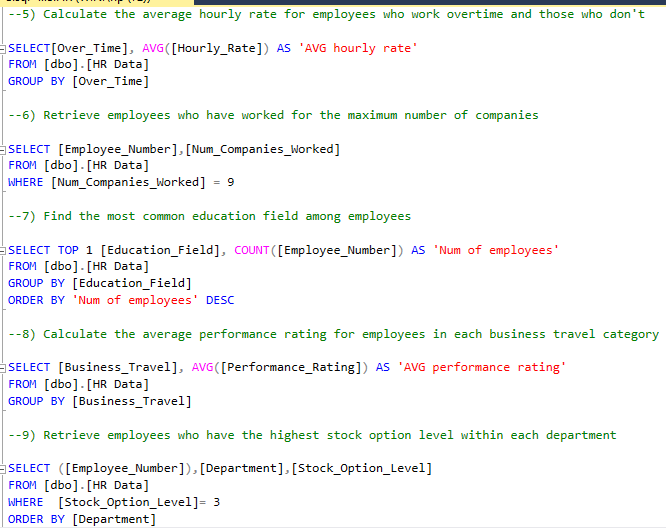 --5) Calculate the average hourly rate for employees who work overtime and those who don't
SELECT[Over_Time], AVG([Hourly_Rate]) AS 'AVG hourly rate'
FROM [dbo].[HR Data]
GROUP BY [Over_Time]
--6) Retrieve employees who have worked for the maximum number of companies
SELECT [Employee_Number],[Num_Companies_Worked]
FROM [dbo].[HR Data]
WHERE [Num_Companies_Worked] = 9
--7) Find the most common education field among employees
SELECT TOP 1 [Education_Field], COUNT([Employee_Number]) AS 'Num of employees'
FROM [dbo].[HR Data]
GROUP BY [Education_Field]
ORDER BY 'Num of employees' DESC
--8) Calculate the average performance rating for employees in each business travel category
SELECT [Business_Travel], AVG([Performance_Rating]) AS 'AVG performance rating'
FROM [dbo].[HR Data]
GROUP BY [Business_Travel]
--9) Retrieve employees who have the highest stock option level within each department
SELECT ([Employee_Number]),[Department],[Stock_Option_Level]
FROM [dbo].[HR Data]
WHERE  [Stock_Option_Level]= 3
ORDER BY [Department]